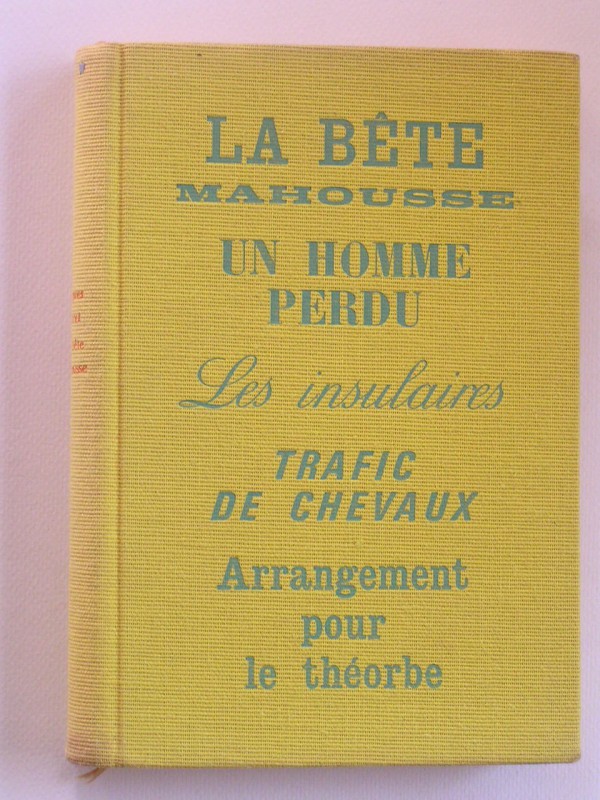 LA BÊTE
MAHOUSSE
UN HOMME
PERDU
Les insulaires
TRAFIC
DE CHEVAUX
Arrangement
pour
le théorbe